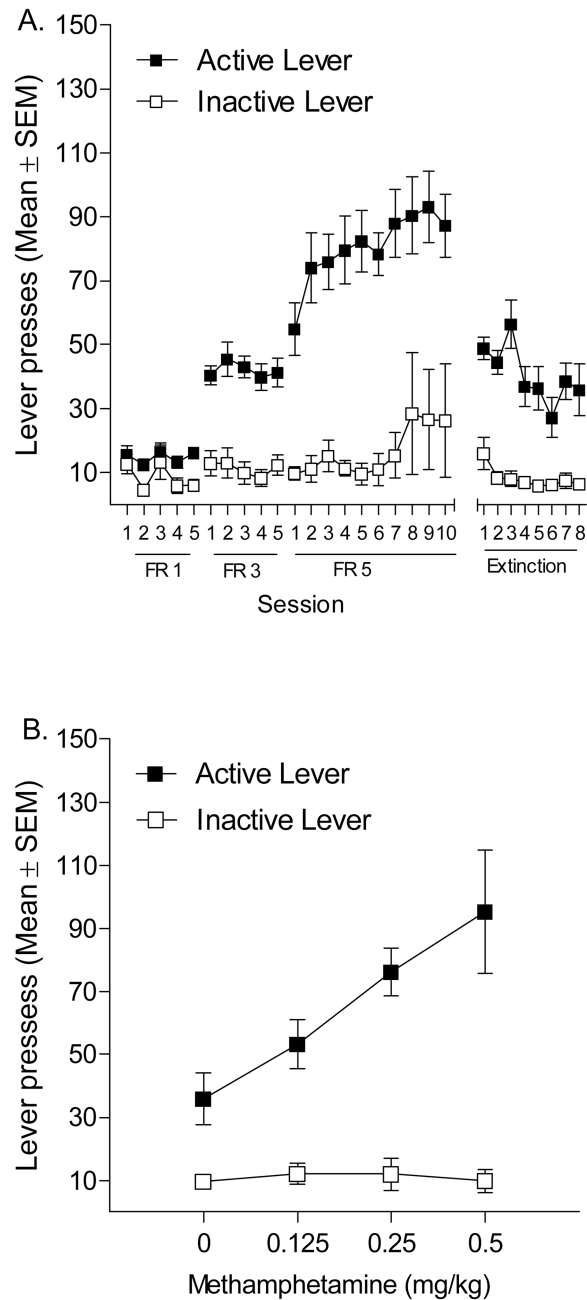 A.
150
130
110
90
70
50
30
10
Lever presses (Mean ± SEM)
Active Lever
Inactive Lever
1 2 3 4 5 1 2 3 4 5 1 2 3 4 5 6 7 8 9 10 1 2 3 4 5 6 7 8
FR 1 FR 3 FR 5 Extinction
Session
B.
150
130
110
90
70
50
30
10
Lever pressess (Mean ± SEM)
Active Lever
Inactive Lever
0 0.125 0.25 0.5
Methamphetamine (mg/kg)